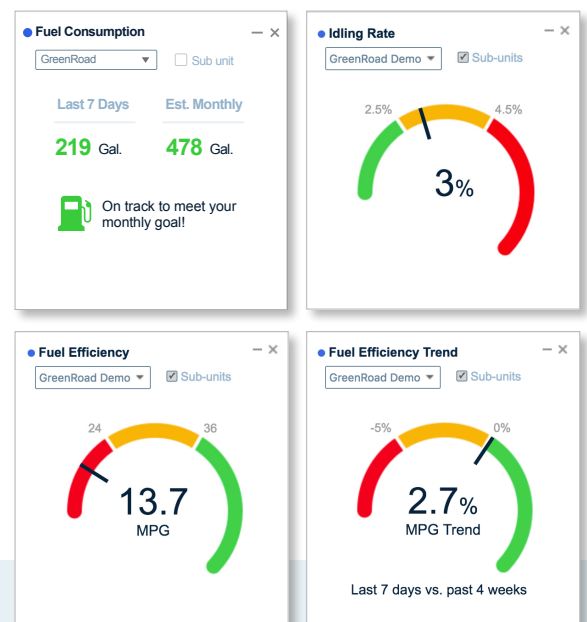 Fuel Consumption
GreenRoad
Sub unit
Last 7 Days
Est. Monthly
219 Gal.
478 Gal.
On track to meet your
monthly goal!
Idling Rate
GreenRoad Demo
Sub-units
2.5%
4.5%
3%
Fuel Efficiency
GreenRoad Demo
Sub-units
24
36
13.7
MPG
Fuel Efficiency Trend
GreenRoad Demo
Sub-units
-5%
0%
2.7%
MPG Trend
Last 7 days vs. past 4 weeks